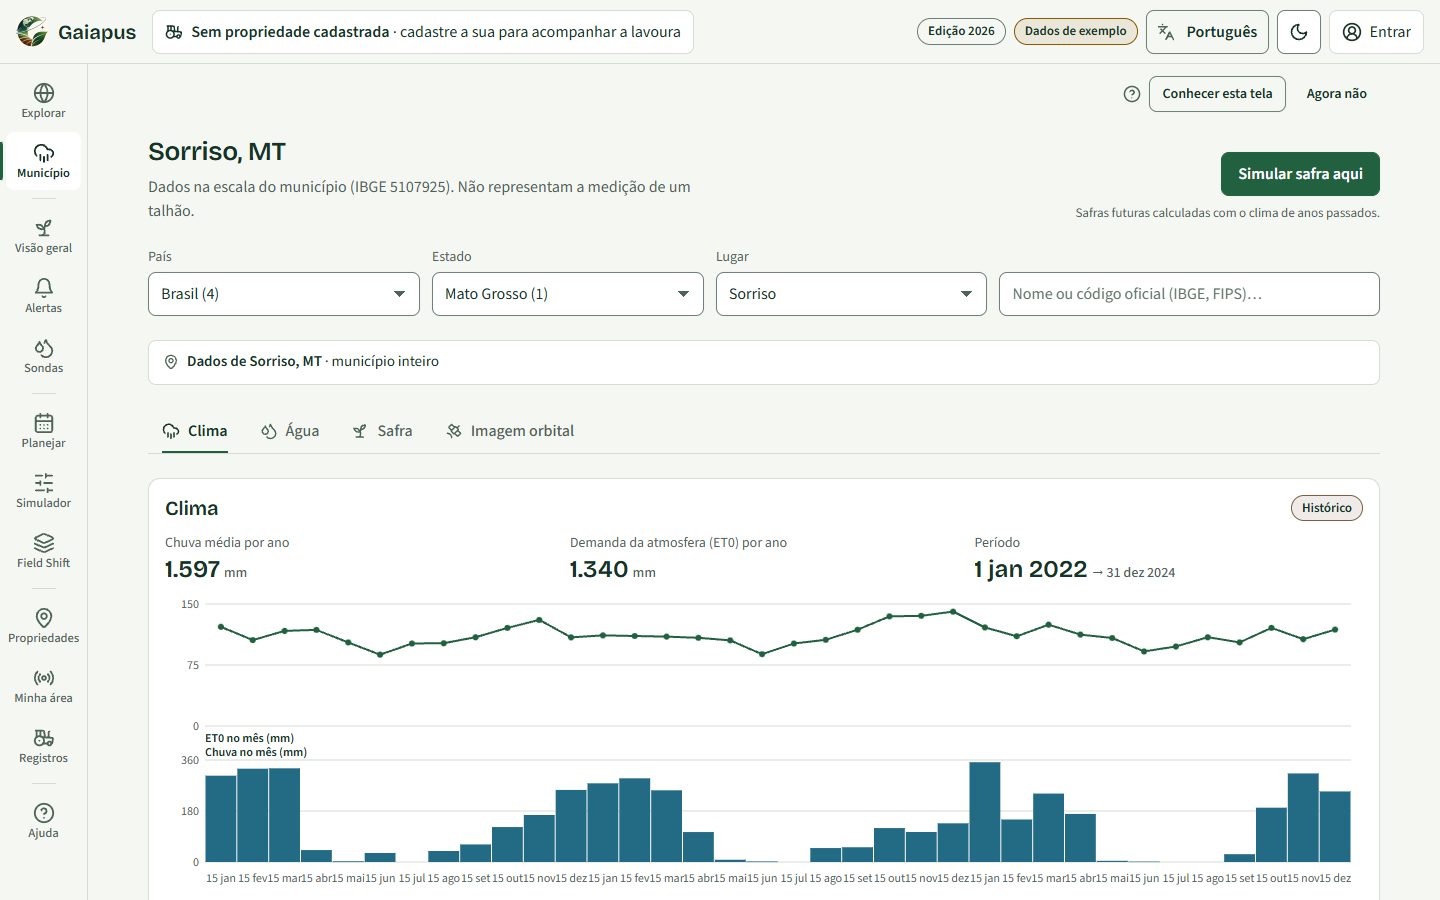 Gaiapus
Sem propriedade cadastrada · cadastre a sua para acompanhar a lavoura
Edição 2026
Dados de exemplo
Português
Entrar
Explorar
Município
Visão geral
Alertas
Sondas
Planejar
Simulador
Field Shift
Propriedades
Minha área
Registros
Ajuda
Conhecer esta tela
Agora não
Sorriso, MT
Dados na escala do município (IBGE 5107925). Não representam a medição de um
talhão.
Simular safra aqui
Safras futuras calculadas com o clima de anos passados.
País
Estado
Lugar
Brasil (4)
Mato Grosso (1)
Sorriso
Nome ou código oficial (IBGE, FIPS)…
Dados de Sorriso, MT · município inteiro
Clima
Água
Safra
Imagem orbital
Clima
Histórico
Chuva média por ano
1.597 mm
Demanda da atmosfera (ET0) por ano
1.340 mm
Período
1 jan 2022 → 31 dez 2024
150
75
0
ET0 no mês (mm)
Chuva no mês (mm)
360
180
0
15 jan 15 fev 15 mar 15 abr 15 mai 15 jun 15 jul 15 ago 15 set 15 out 15 nov 15 dez 15 jan 15 fev 15 mar 15 abr 15 mai 15 jun 15 jul 15 ago 15 set 15 out 15 nov 15 dez 15 jan 15 fev 15 mar 15 abr 15 mai 15 jun 15 jul 15 ago 15 set 15 out 15 nov 15 dez